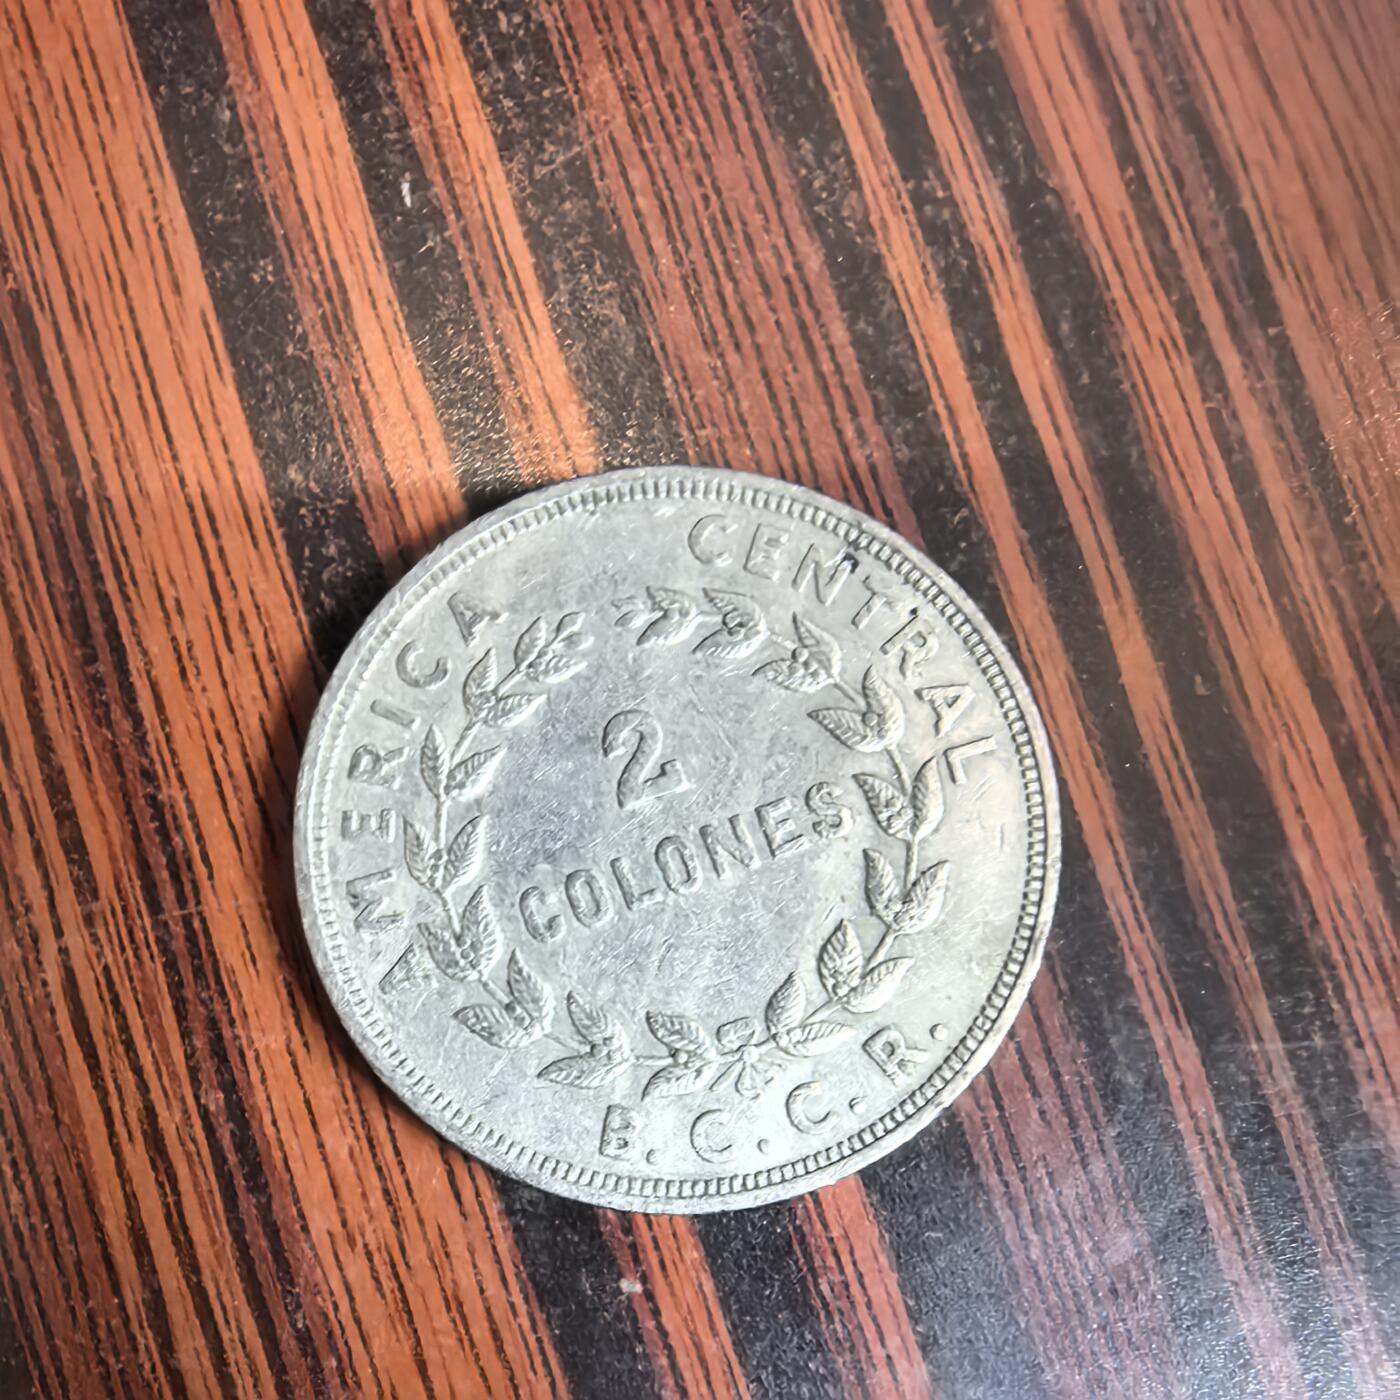 AMERICA CENTRAL
2
COLONES
B. C. C. R.